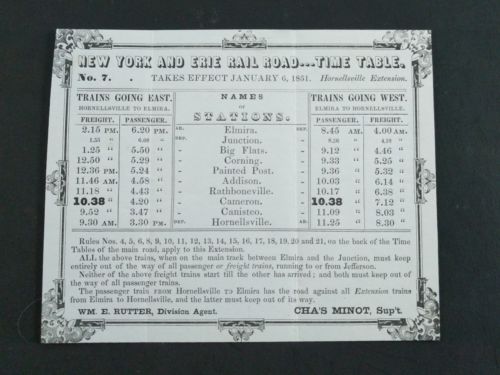 NEW YORK AND ERIE RAIL ROAD...TIME TABLE.
No. 7. . TAKES EFFECT JANUARY 6, 1851. Hornellsville Extension.
TRAINS GOING EAST. NAMES TRAINS GOING WEST.
HORNELLSVILLE TO ELMIRA. OF ELMIRA TO HORNELLSVILLE.
FREIGHT. PASSENGER. STATIONS. PASSENGER. FREIGHT.
2.15 PM. 6.20 PM. AR. Elmira. DEP. 8.45 AM. 4.00 AM.
1.55 " 6.00 " DEP. Junction. 8.56 " 4.19 "
1.25 " 5.50 " Big Flats. 9.12 " 4.46 "
12.50 " 5.29 " Corning. 9.33 " 5.25 "
12.36 PM. 5.24 " Painted Post. 9.36 " 5.32 "
11.46 AM. 4.58 " Addison. 10.03 " 6.14 "
11.18 " 4.43 " Rathboneville. 10.17 " 6.38 "
10.38 " 4.20 " Cameron. 10.38 " 7.12 "
9.52 " 3.47 " Canisteo. 11.09 " 8.03 "
9.30 AM. 3.30 PM. DEP. Hornellsville AR. 11.25 " 8.30 "
Rules Nos. 4, 5, 6, 8, 9, 10, 11, 12, 13, 14, 15, 16, 17, 18, 19, 20 and 21, on the back of the Time
Tables of the main road, apply to this Extension.
ALL the above trains, when on the main track between Elmira and the Junction, must keep
entirely out of the way of all passenger or freight trains, running to or from Jefferson.
Neither of the above freight trains start till the other has arrived; and both must keep out of
the way of all passenger trains.
The passenger train FROM Hornellsville TO Elmira has the road against all Extension trains
from Elmira to Hornellsville, and the latter must keep out of its way.
WM. E. RUTTER, Division Agent. CHA'S MINOT, Sup't.